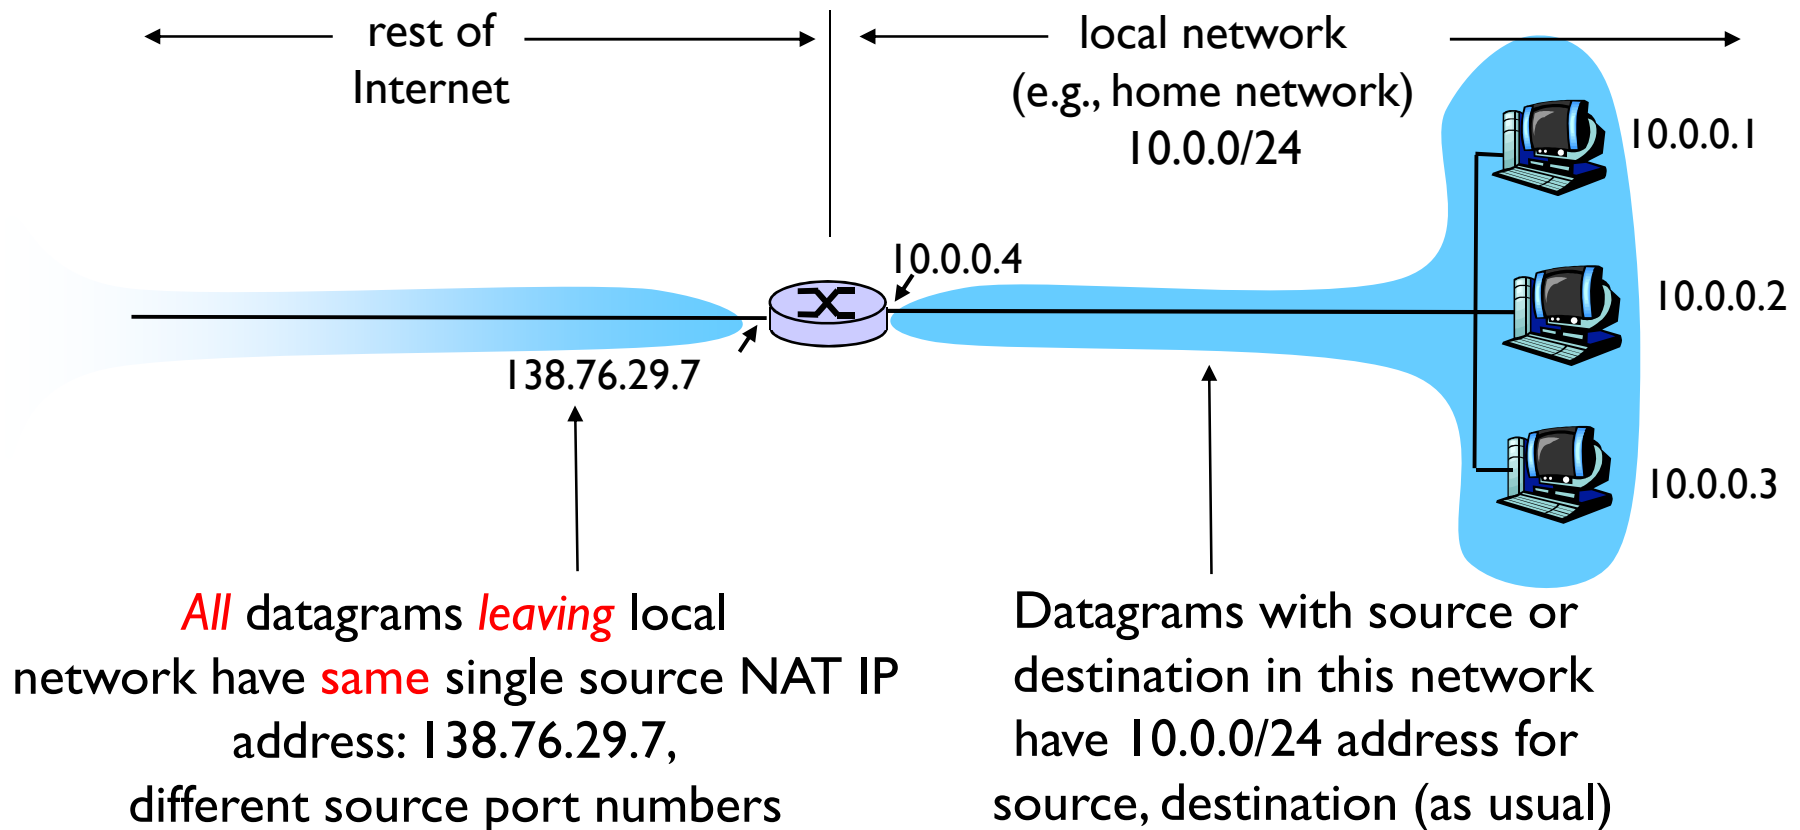 rest of
Internet
local network
(e.g., home network)
10.0.0/24
10.0.0.1
10.0.0.4
10.0.0.2
138.76.29.7
10.0.0.3
All datagrams leaving local
network have same single source NAT IP
address: 138.76.29.7,
different source port numbers
Datagrams with source or
destination in this network
have 10.0.0/24 address for
source, destination (as usual)